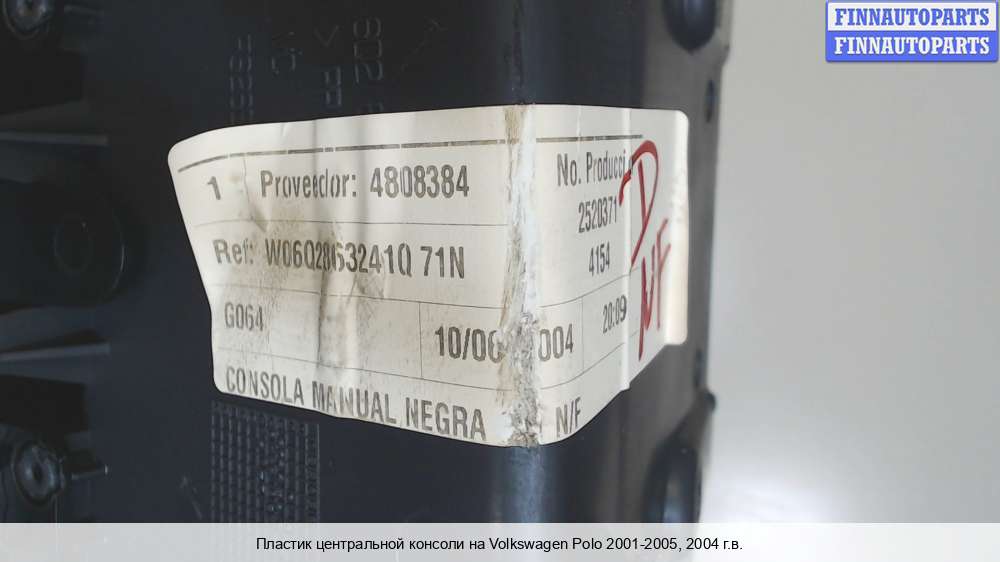 FINNAUTOPARTS
FINNAUTOPARTS
1 Proveedor: 4808384
No. Producci
2520371
4154
Ref: W06Q2863241Q 71N
G064
10/06 004
20:09
CONSOLA MANUAL NEGRA N/F
D
N/F
Пластик центральной консоли на Volkswagen Polo 2001-2005, 2004 г.в.